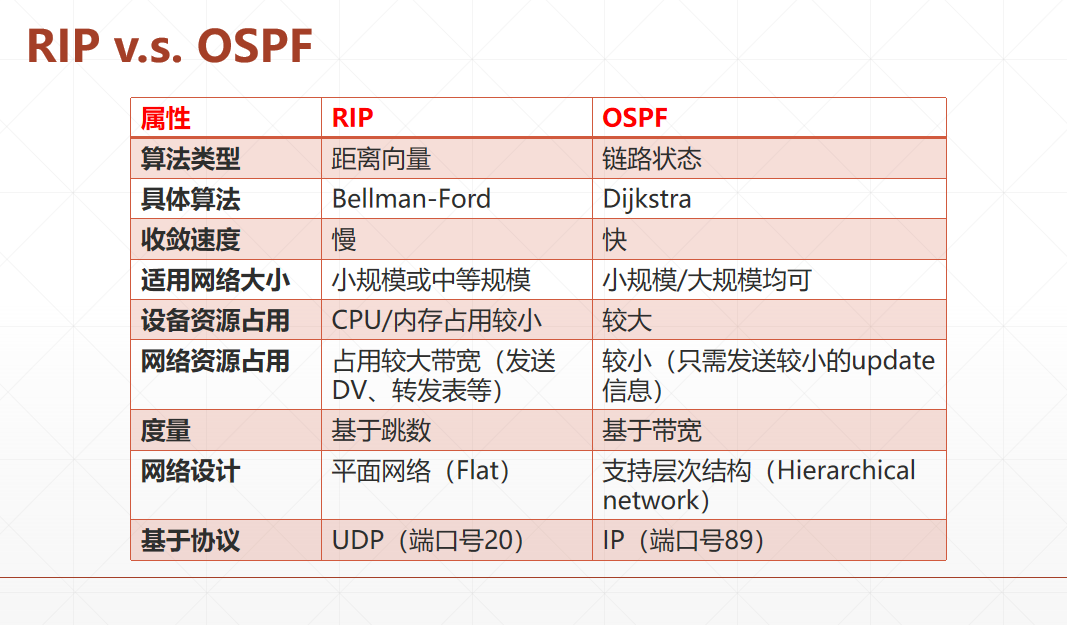 RIP v.s. OSPF
属性 RIP OSPF
算法类型 距离向量 链路状态
具体算法 Bellman-Ford Dijkstra
收敛速度 慢 快
适用网络大小 小规模或中等规模 小规模/大规模均可
设备资源占用 CPU/内存占用较小 较大
网络资源占用 占用较大带宽（发送 较小（只需发送较小的update
DV、转发表等） 信息）
度量 基于跳数 基于带宽
网络设计 平面网络（Flat） 支持层次结构（Hierarchical
network）
基于协议 UDP（端口号20） IP（端口号89）